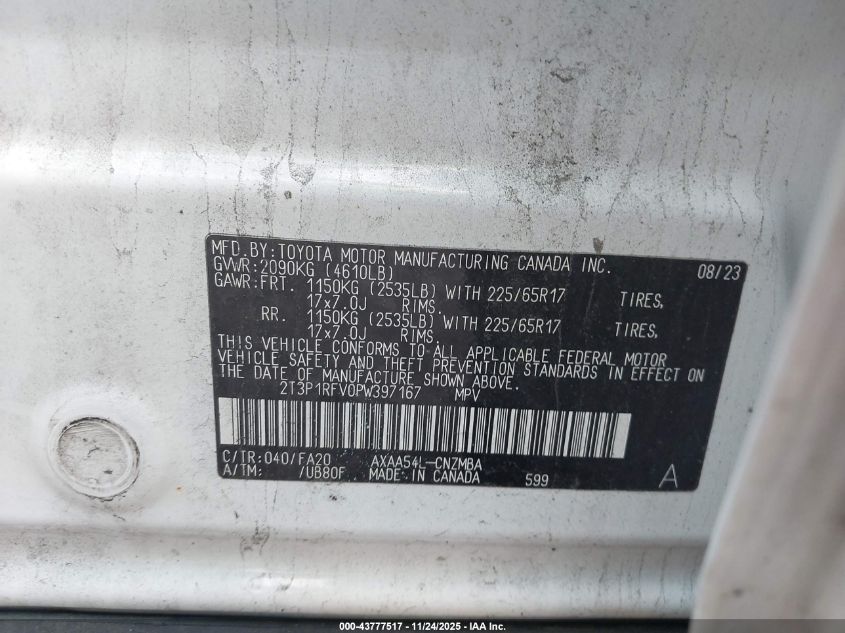 MFD.BY:TOYOTA MOTOR MANUFACTURING CANADA INC. 08/23
GVWR:2090KG (4610LB)
GAWR:FRT. 1150KG (2535LB) WITH 225/65R17 TIRES,
17x7.0J RIMS.
RR. 1150KG (2535LB) WITH 225/65R17 TIRES,
17x7.0J RIMS.
THIS VEHICLE CONFORMS TO ALL APPLICABLE FEDERAL MOTOR
VEHICLE SAFETY AND THEFT PREVENTION STANDARDS IN EFFECT ON
THE DATE OF MANUFACTURE SHOWN ABOVE.
2T3P1RFV0PW397167 MPV
C/TR:040/FA20 AXAA54L-CNZMBA
A/TM: /UB80F MADE IN CANADA 599 A
000-43777517 - 11/24/2025 - IAA Inc.